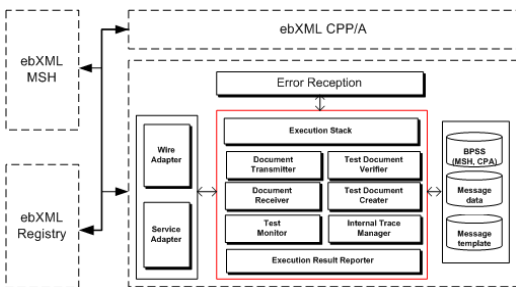 ebXML
MSH
ebXML CPP/A
Error Reception
Execution Stack
Wire
Adapter
Document
Transmitter
Test Document
Verifier
BPSS
(MSH, CPA)
Document
Receiver
Test Document
Creater
Message
data
ebXML
Registry
Service
Adapter
Test
Monitor
Internal Trace
Manager
Message
template
Execution Result Reporter